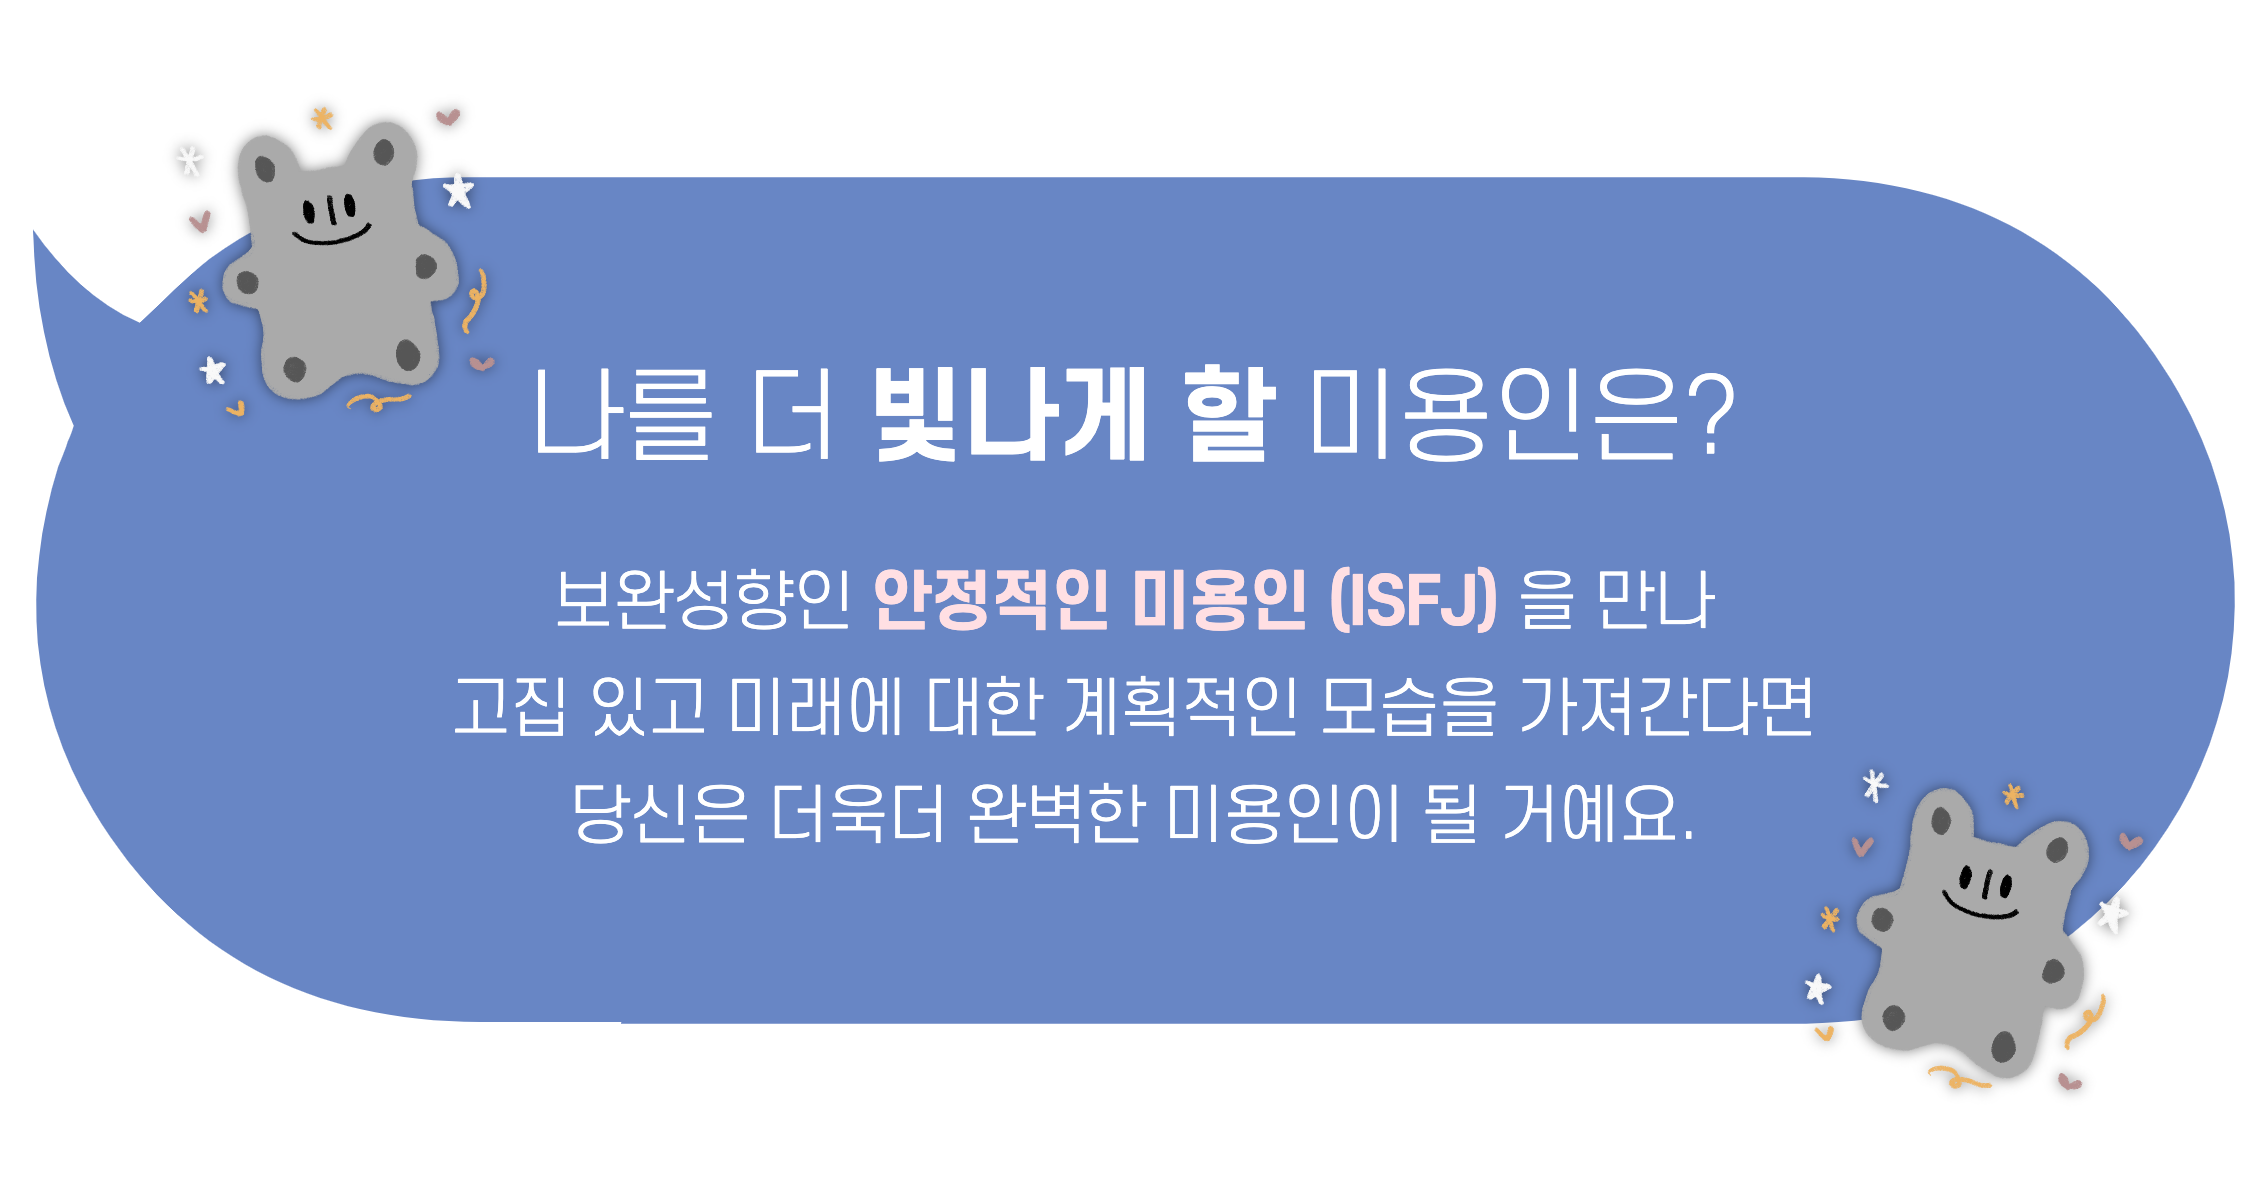 나를 더 빛나게 할 미용인은?
보완성향인 안정적인 미용인 (ISFJ) 을 만나
고집 있고 미래에 대한 계획적인 모습을 가져간다면
당신은 더욱더 완벽한 미용인이 될 거예요.